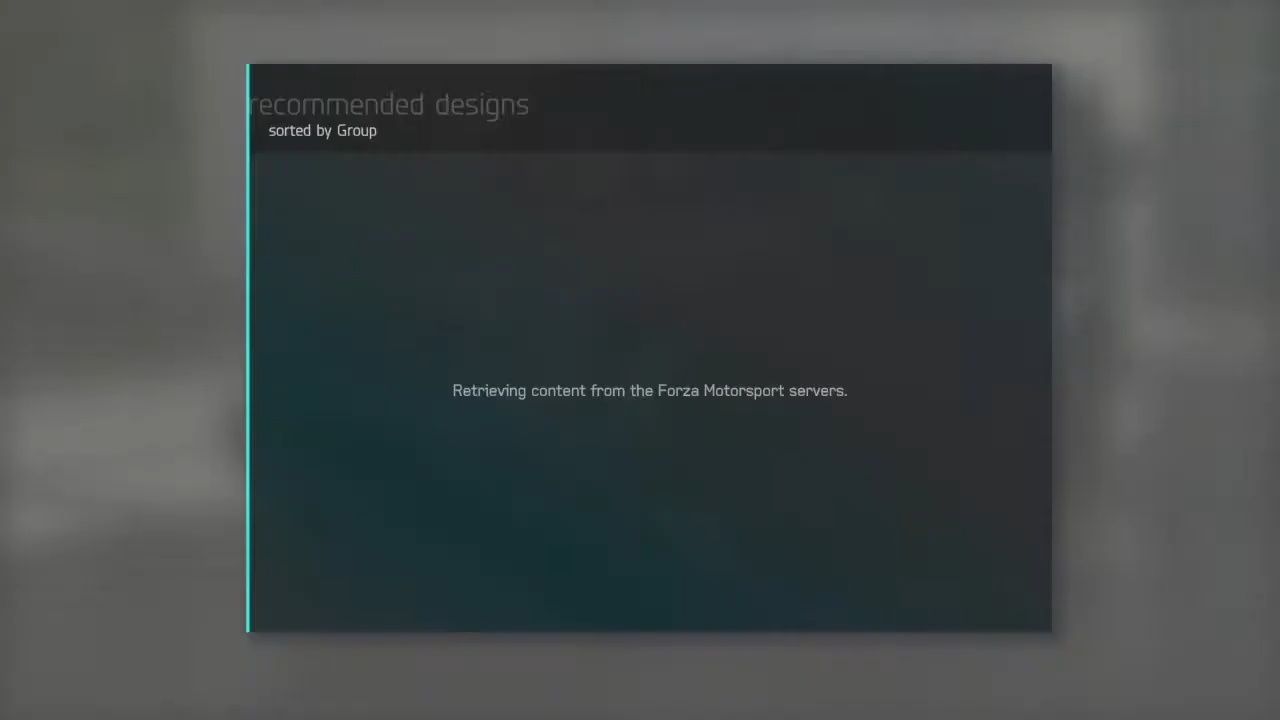 recommended designs
sorted by Group
Retrieving content from the Forza Motorsport servers.